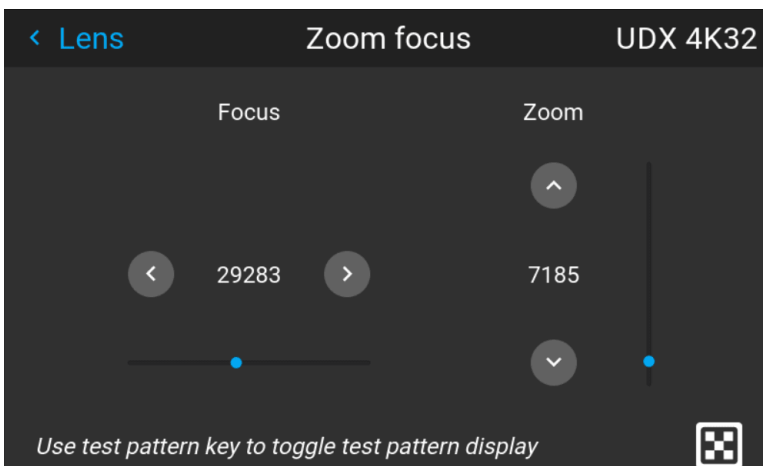 Lens
Zoom focus
UDX 4K32
Focus
Zoom
29283
7185
Use test pattern key to toggle test pattern display